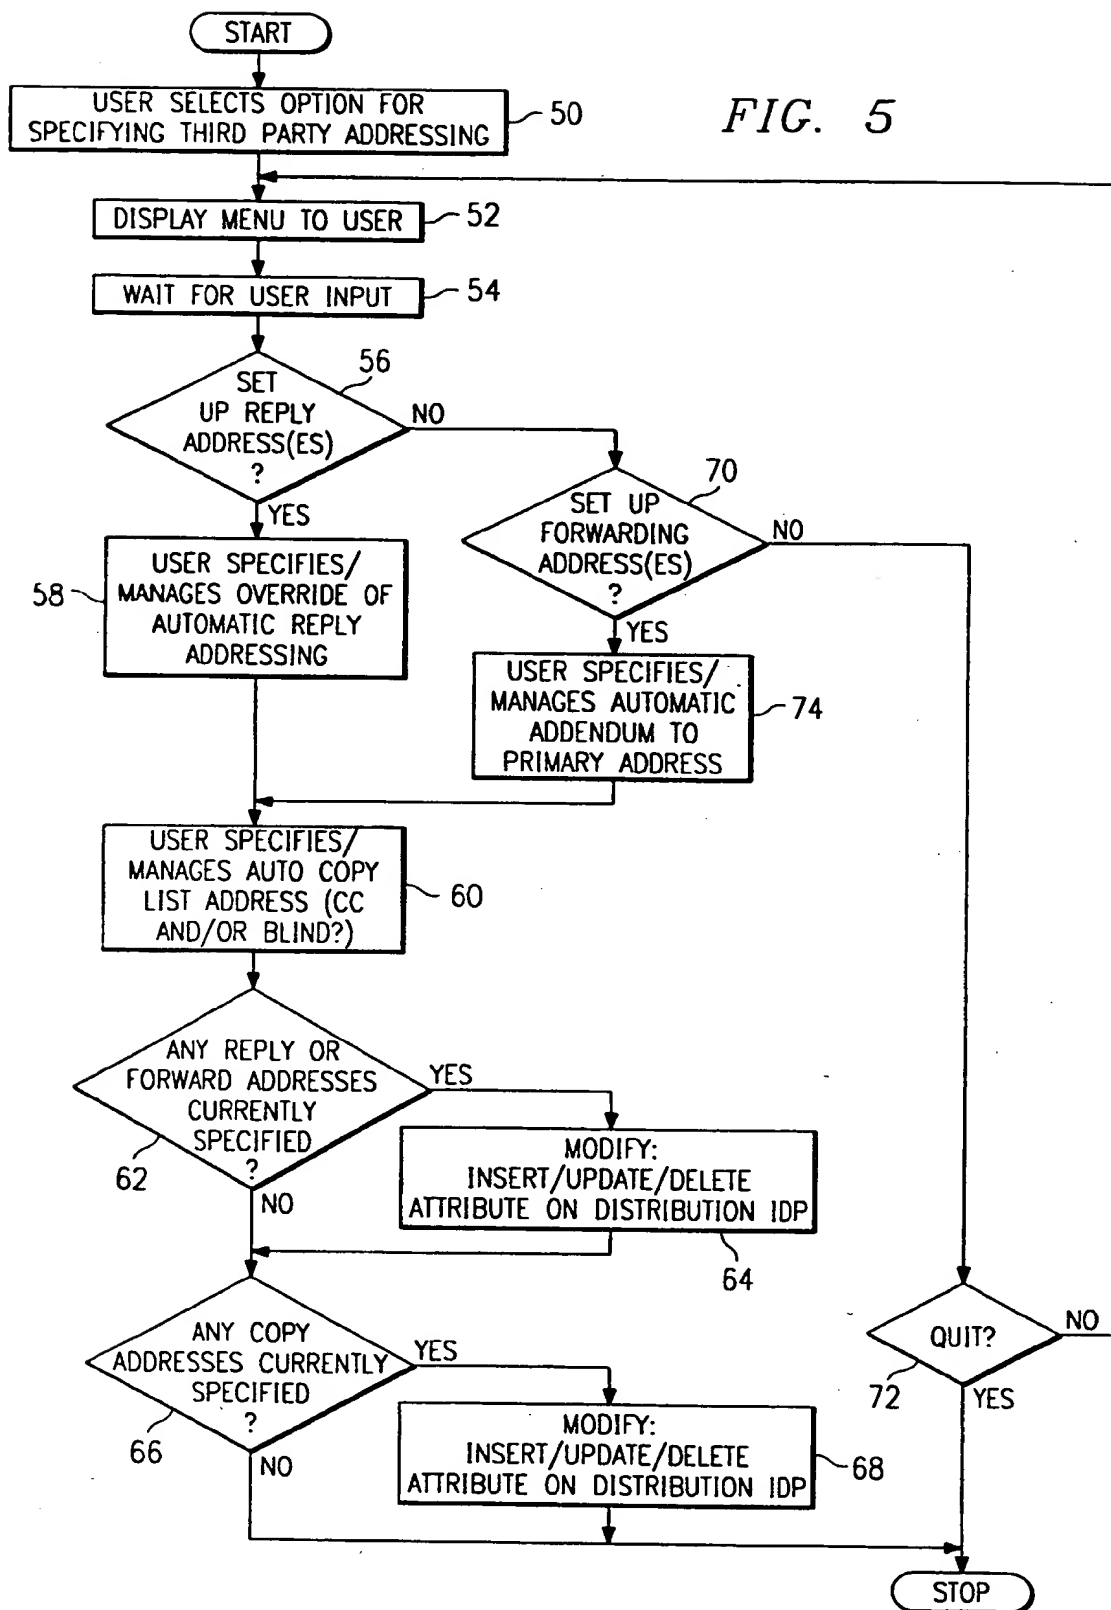 START
USER SELECTS OPTION FOR
SPECIFYING THIRD PARTY ADDRESSING
50
FIG. 5
DISPLAY MENU TO USER
52
WAIT FOR USER INPUT
54
56
SET
UP REPLY
ADDRESS(ES)
?
NO
YES
70
SET UP
FORWARDING
ADDRESS(ES)
?
NO
YES
58
USER SPECIFIES/
MANAGES OVERRIDE OF
AUTOMATIC REPLY
ADDRESSING
USER SPECIFIES/
MANAGES AUTOMATIC
ADDENDUM TO
PRIMARY ADDRESS
74
USER SPECIFIES/
MANAGES AUTO COPY
LIST ADDRESS (CC
AND/OR BLIND?)
60
ANY REPLY OR
FORWARD ADDRESSES
CURRENTLY
SPECIFIED
?
62
YES
NO
MODIFY:
INSERT/UPDATE/DELETE
ATTRIBUTE ON DISTRIBUTION IDP
64
ANY COPY
ADDRESSES CURRENTLY
SPECIFIED
?
66
YES
NO
MODIFY:
INSERT/UPDATE/DELETE
ATTRIBUTE ON DISTRIBUTION IDP
68
QUIT?
72
NO
YES
STOP